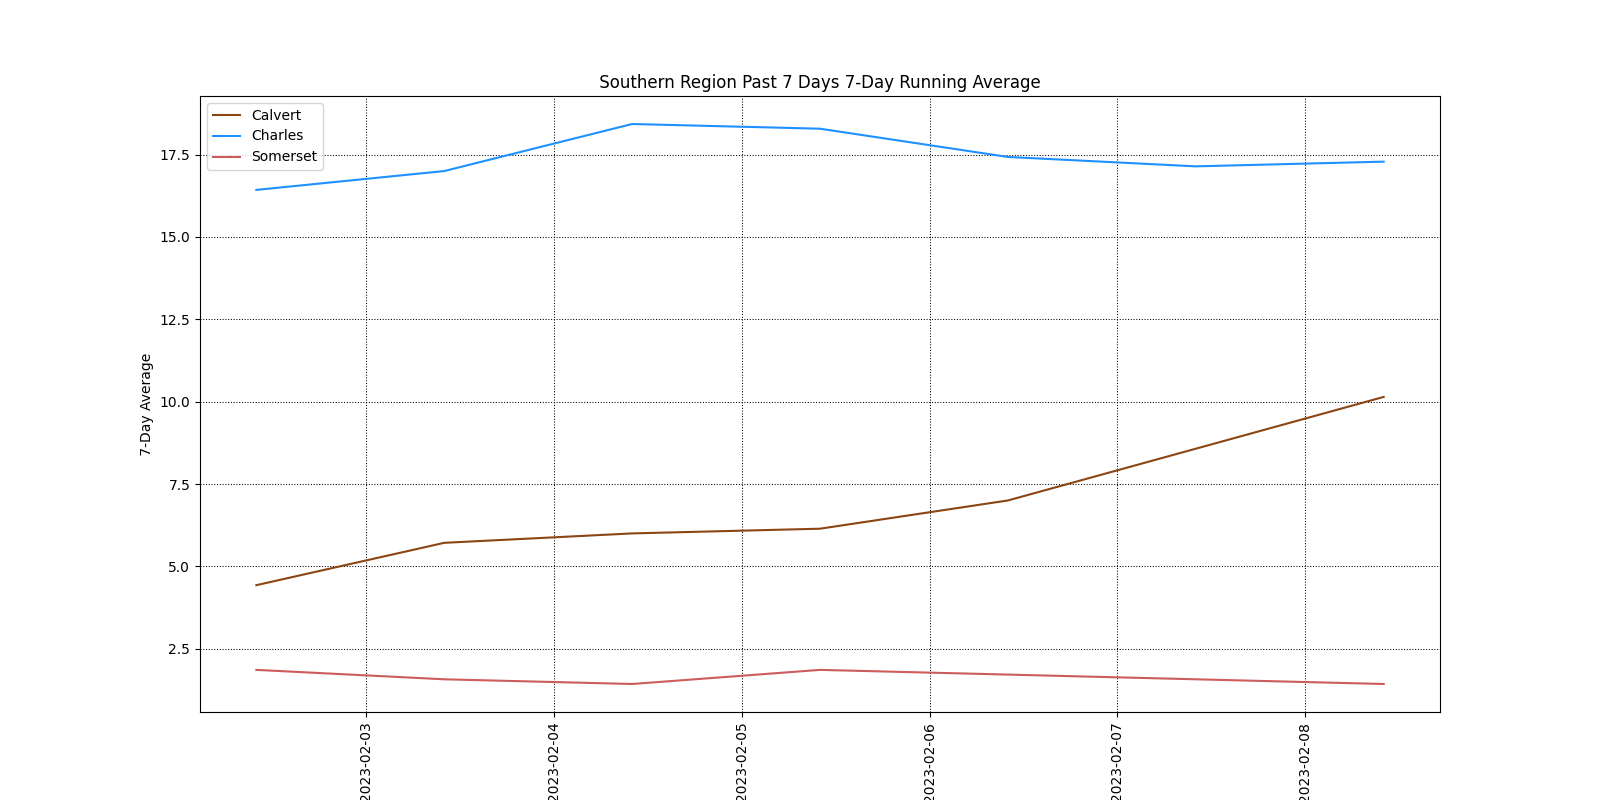 Southern Region Past 7 Days 7-Day Running Average
Calvert
Charles
Somerset
7-Day Average
17.5
15.0
12.5
10.0
7.5
5.0
2.5
2023-02-03
2023-02-04
2023-02-05
2023-02-06
2023-02-07
2023-02-08